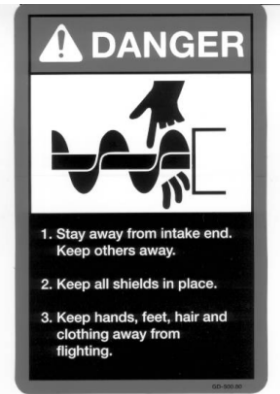 DANGER
1. Stay away from intake end.
Keep others away.
2. Keep all shields in place.
3. Keep hands, feet, hair and
clothing away from
flighting.